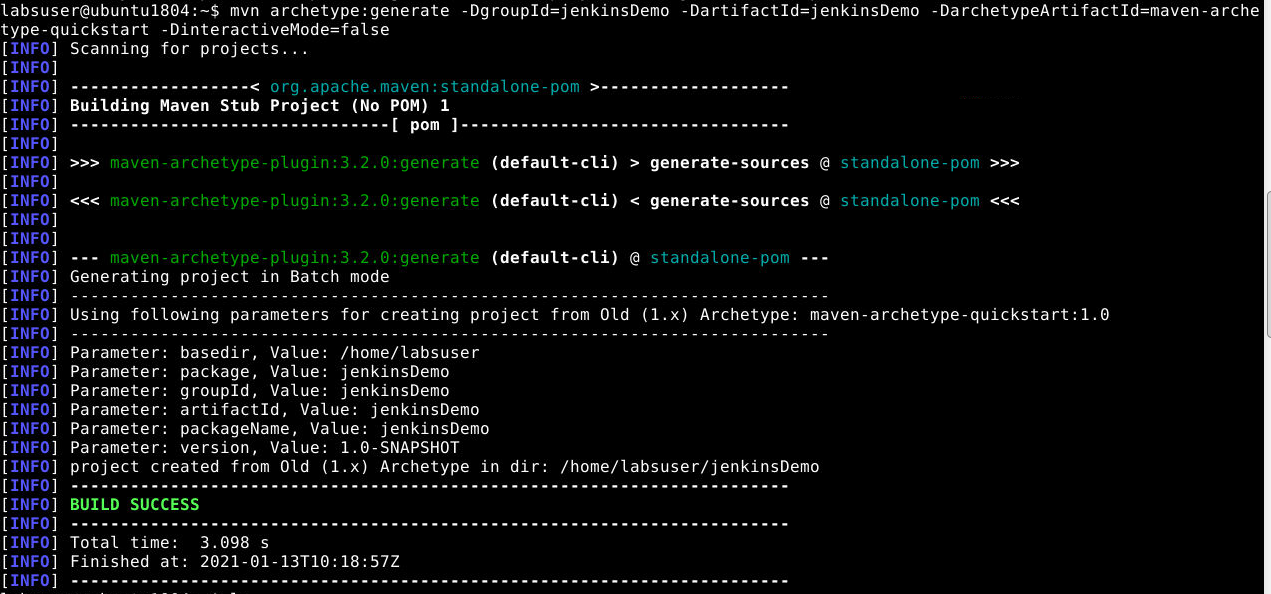 labsuser@ubuntu1804:~$ mvn archetype:generate -DgroupId=jenkinsDemo -DartifactId=jenkinsDemo -DarchetypeArtifactId=maven-arche
type-quickstart -DinteractiveMode=false
[INFO] Scanning for projects...
[INFO]
[INFO] ------------------< org.apache.maven:standalone-pom >-------------------
[INFO] Building Maven Stub Project (No POM) 1
[INFO] --------------------------------[ pom ]---------------------------------
[INFO]
[INFO] >>> maven-archetype-plugin:3.2.0:generate (default-cli) > generate-sources @ standalone-pom >>>
[INFO]
[INFO] <<< maven-archetype-plugin:3.2.0:generate (default-cli) < generate-sources @ standalone-pom <<<
[INFO]
[INFO]
[INFO] --- maven-archetype-plugin:3.2.0:generate (default-cli) @ standalone-pom ---
[INFO] Generating project in Batch mode
[INFO] ----------------------------------------------------------------------------
[INFO] Using following parameters for creating project from Old (1.x) Archetype: maven-archetype-quickstart:1.0
[INFO] ----------------------------------------------------------------------------
[INFO] Parameter: basedir, Value: /home/labsuser
[INFO] Parameter: package, Value: jenkinsDemo
[INFO] Parameter: groupId, Value: jenkinsDemo
[INFO] Parameter: artifactId, Value: jenkinsDemo
[INFO] Parameter: packageName, Value: jenkinsDemo
[INFO] Parameter: version, Value: 1.0-SNAPSHOT
[INFO] project created from Old (1.x) Archetype in dir: /home/labsuser/jenkinsDemo
[INFO] ------------------------------------------------------------------------
[INFO] BUILD SUCCESS
[INFO] ------------------------------------------------------------------------
[INFO] Total time:  3.098 s
[INFO] Finished at: 2021-01-13T10:18:57Z
[INFO] ------------------------------------------------------------------------